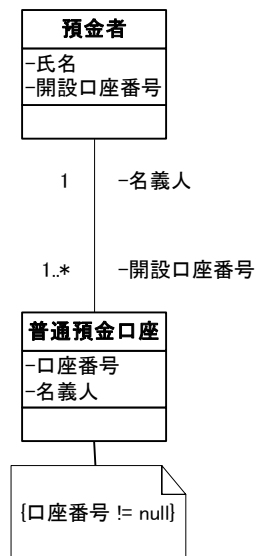 預金者
-氏名
-開設口座番号
1 -名義人
1..* -開設口座番号
普通預金口座
-口座番号
-名義人
{口座番号 != null}